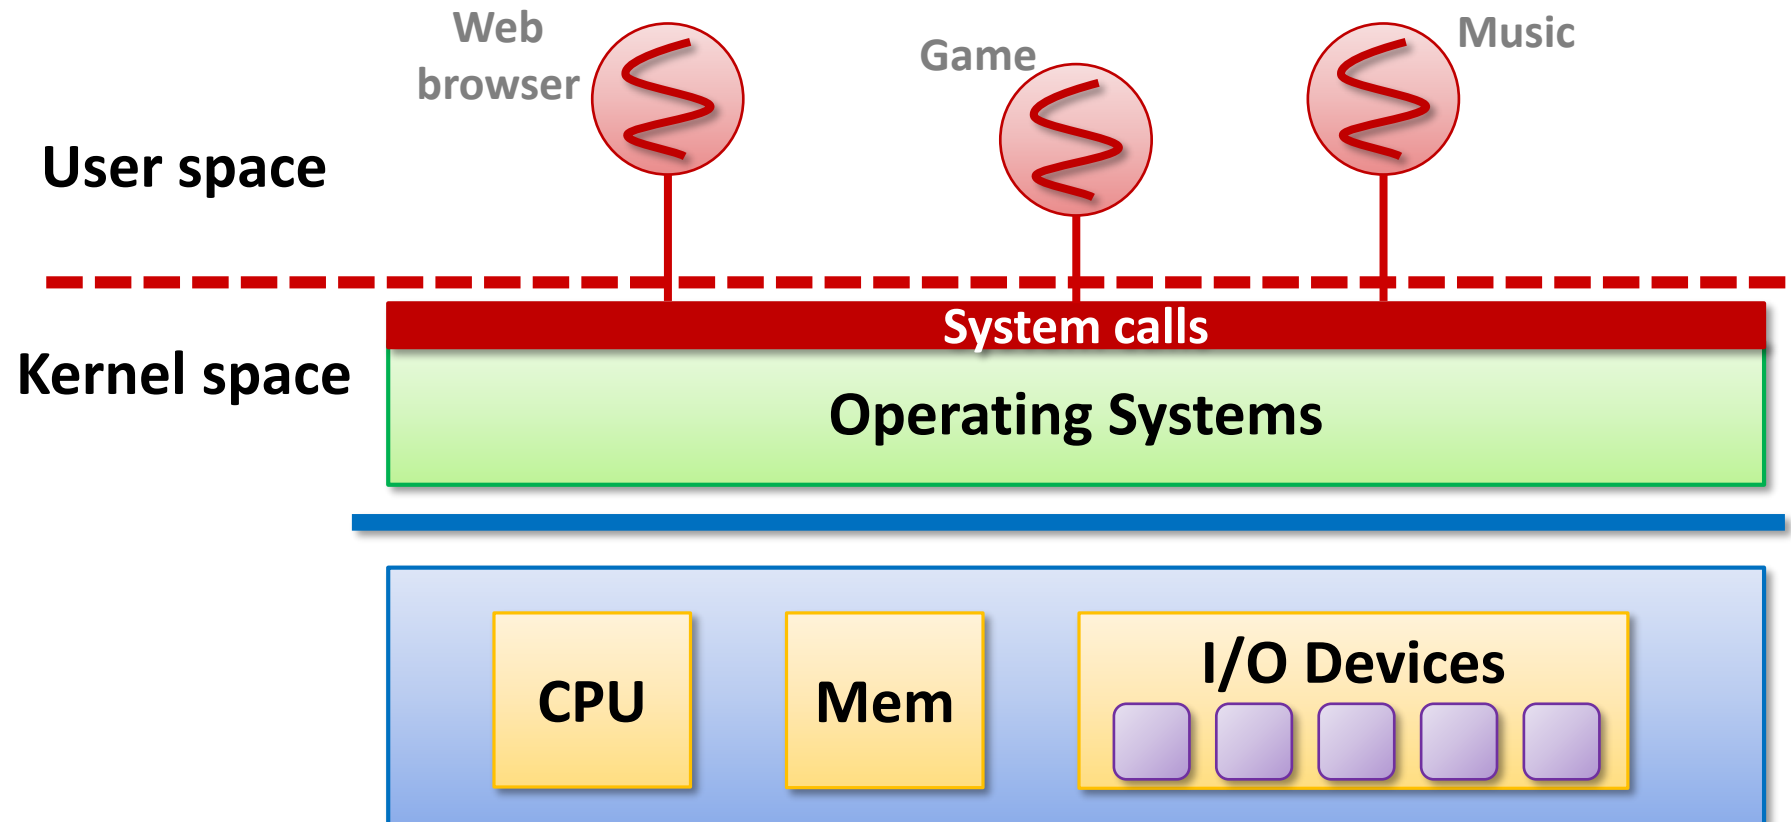 Web
browser
Game
Music
User space
System calls
Kernel space
Operating Systems
CPU
Mem
I/O Devices